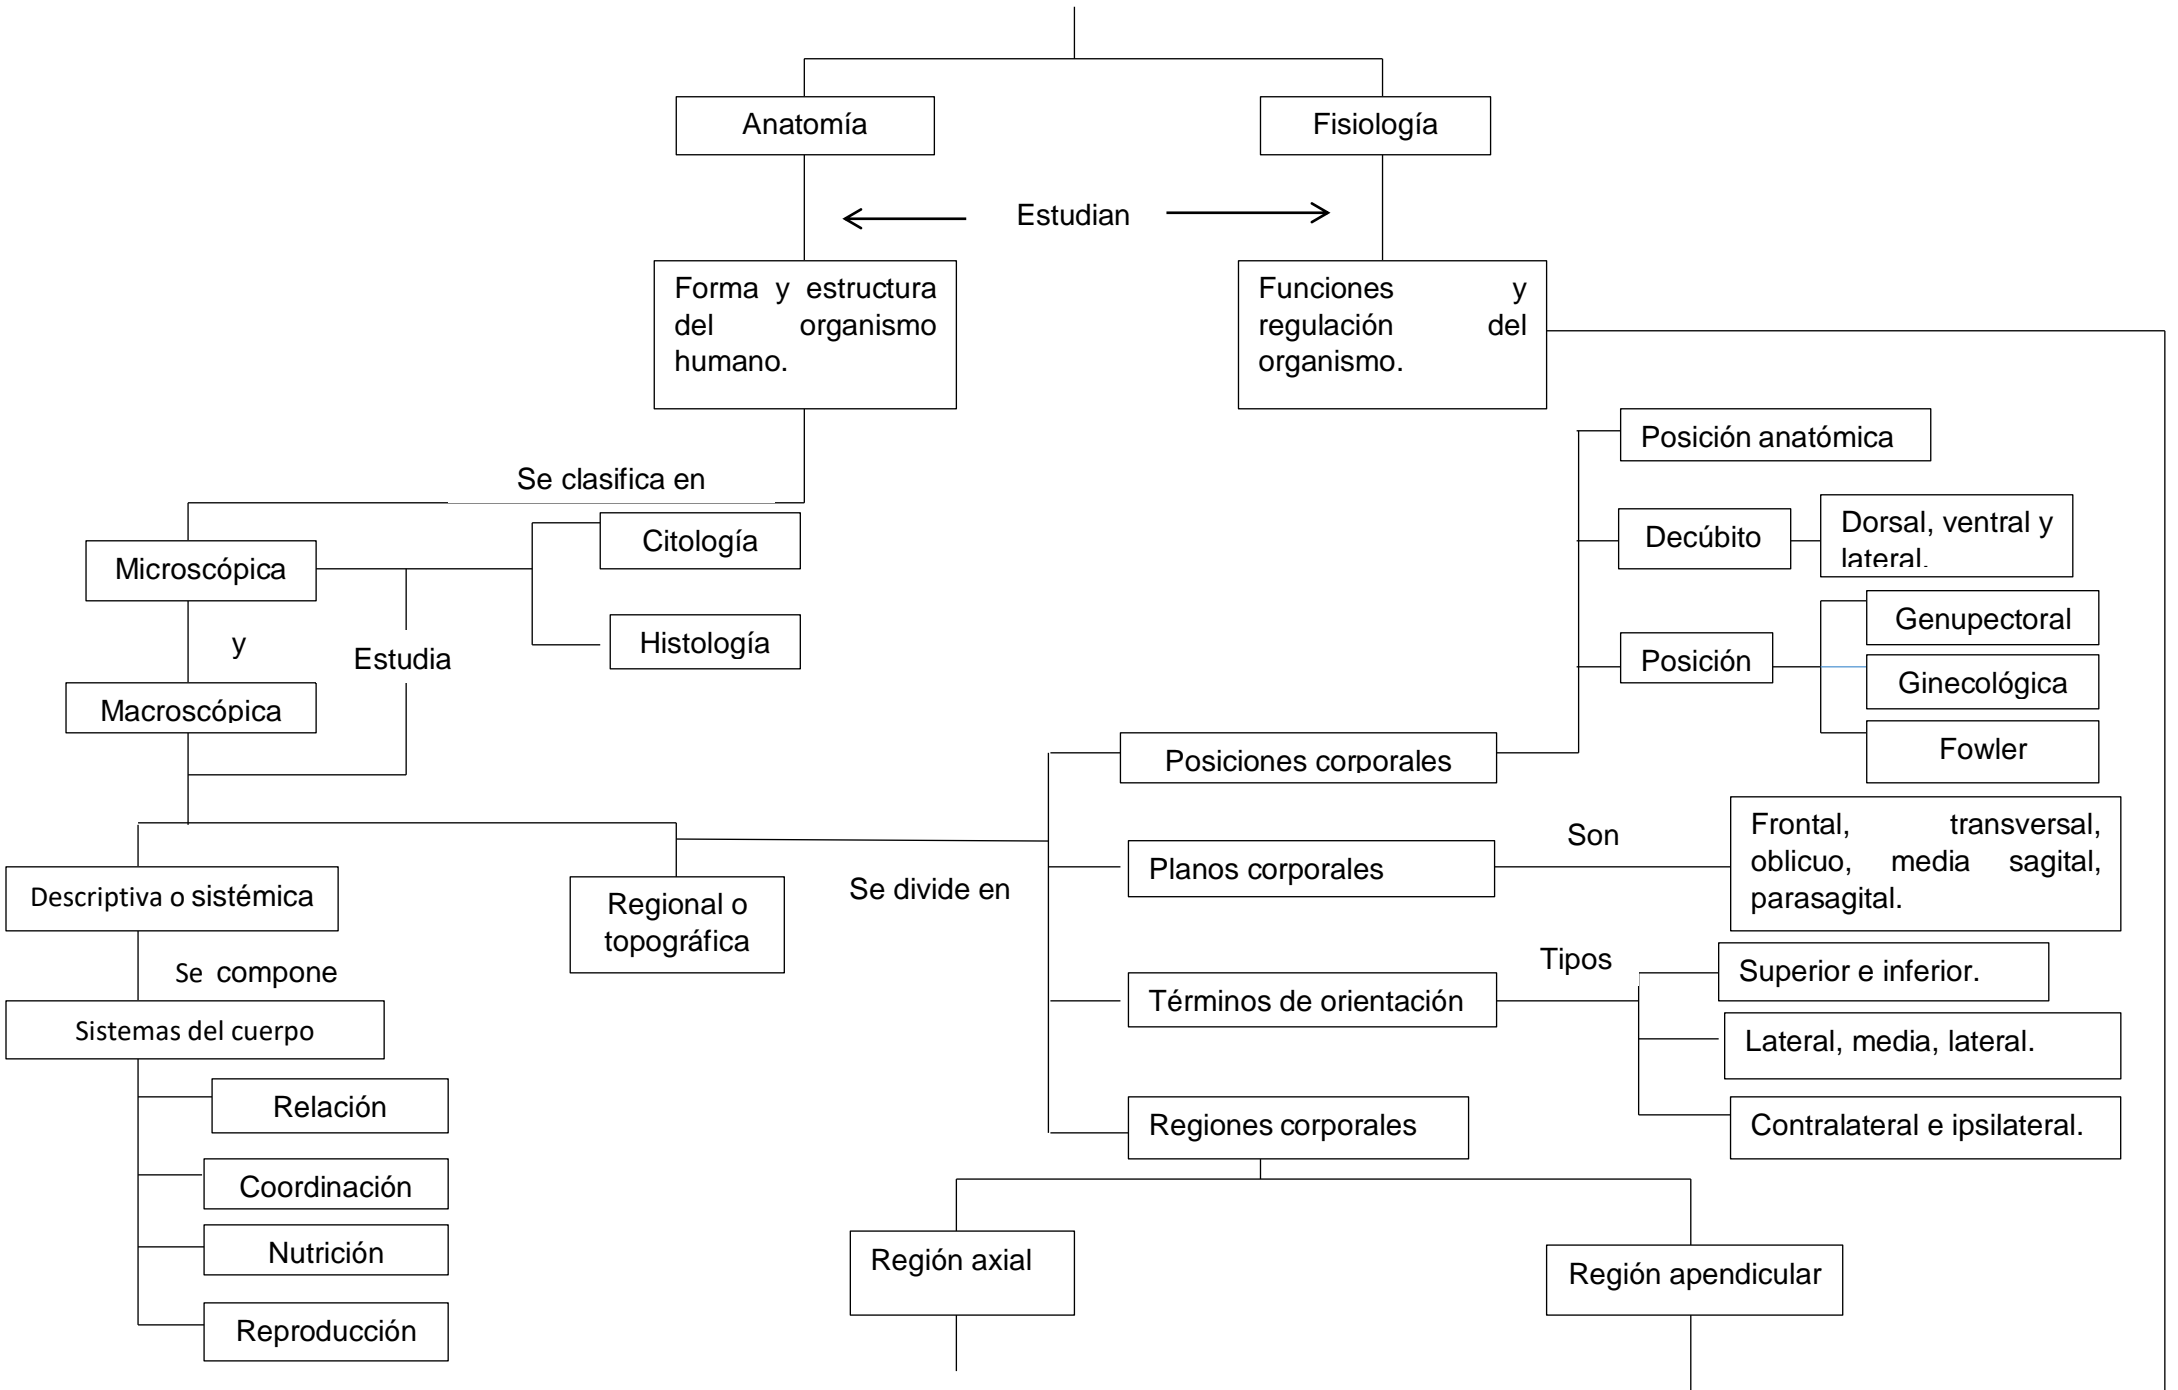 Anatomía
Fisiología
Estudian
Forma y estructura
del organismo
humano.
Funciones y
regulación del
organismo.
Se clasifica en
Microscópica
y
Macroscópica
Estudia
Citología
Histología
Descriptiva o sistémica
Se compone
Sistemas del cuerpo
Relación
Coordinación
Nutrición
Reproducción
Regional o
topográfica
Se divide en
Posiciones corporales
Posición anatómica
Decúbito
Dorsal, ventral y
lateral.
Posición
Genupectoral
Ginecológica
Fowler
Planos corporales
Son
Frontal, transversal,
oblicuo, media sagital,
parasagital.
Términos de orientación
Tipos
Superior e inferior.
Lateral, media, lateral.
Contralateral e ipsilateral.
Regiones corporales
Región axial
Región apendicular